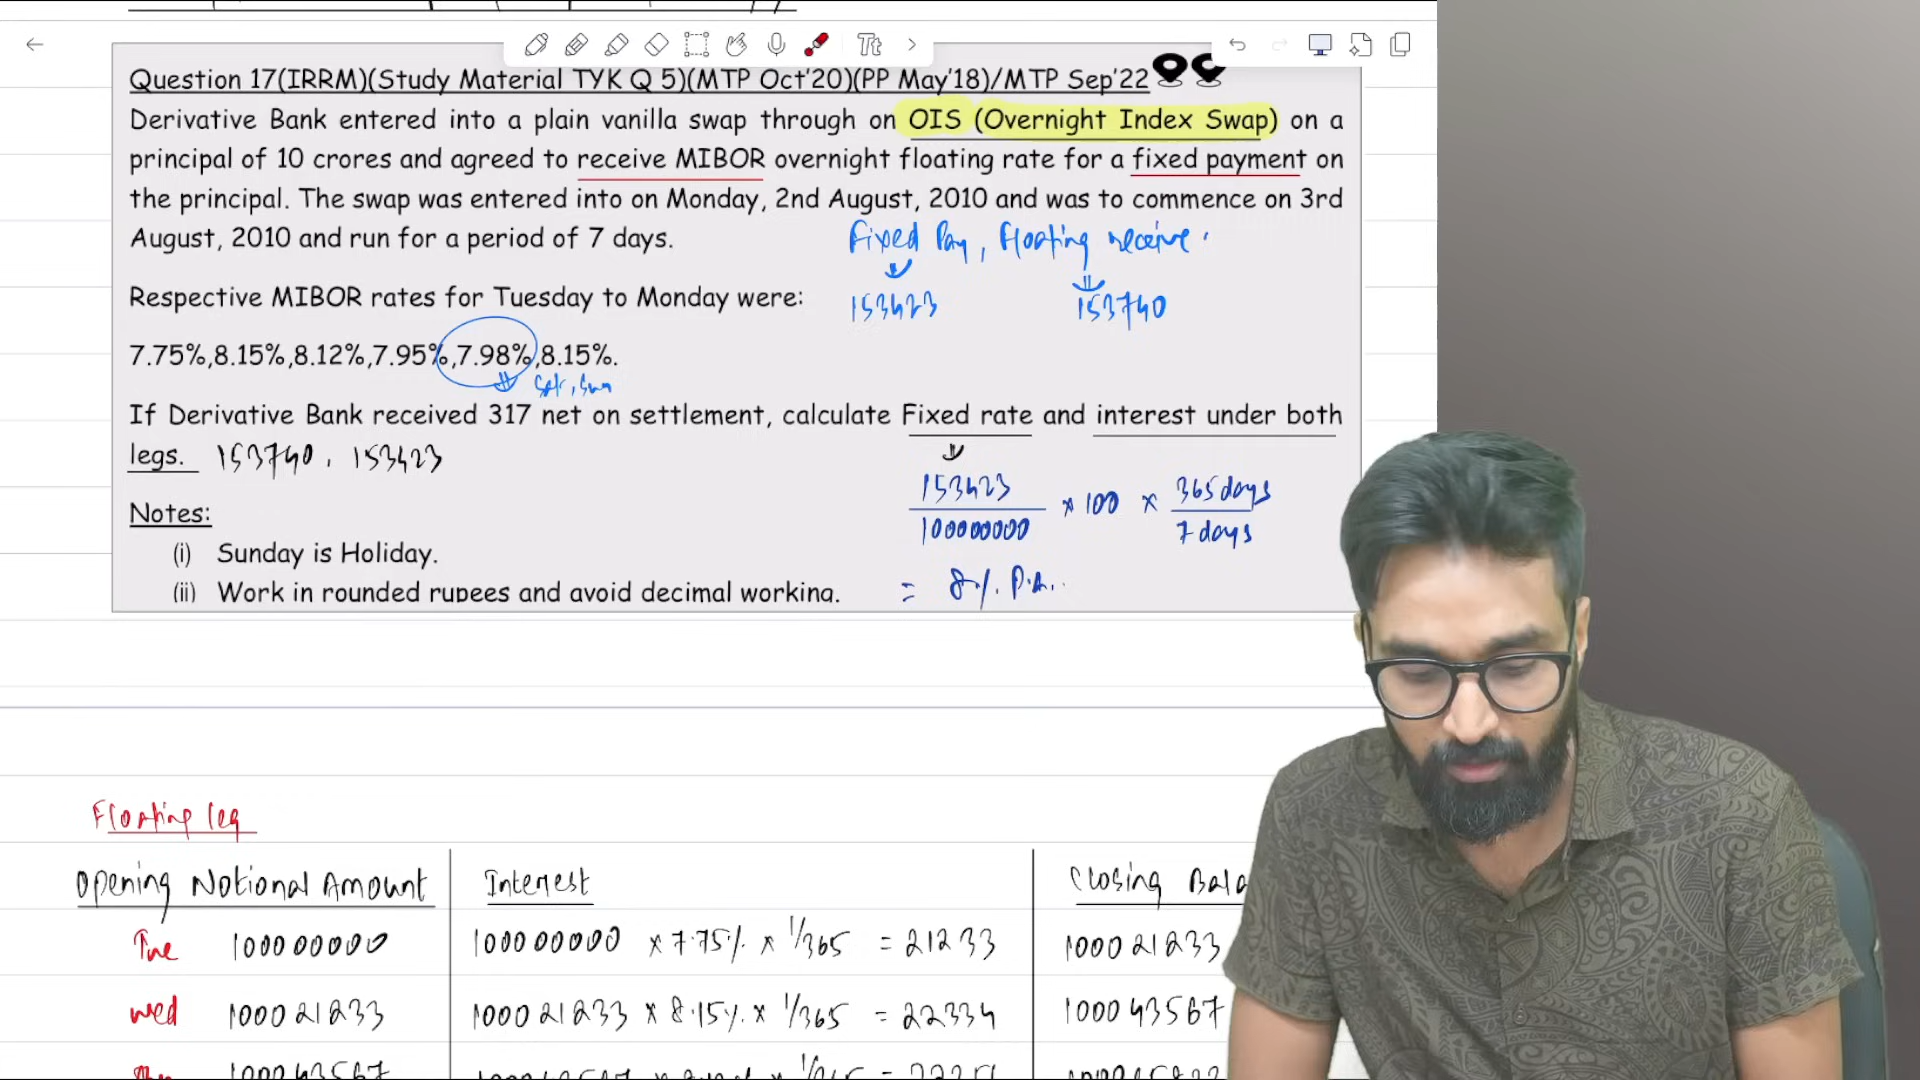 Question 17(IRRM)(Study Material TYK Q 5)(MTP Oct'20)(PP May'18)/MTP Sep'22
Derivative Bank entered into a plain vanilla swap through on OIS (Overnight Index Swap) on a
principal of 10 crores and agreed to receive MIBOR overnight floating rate for a fixed payment on
the principal. The swap was entered into on Monday, 2nd August, 2010 and was to commence on 3rd
August, 2010 and run for a period of 7 days.
Fixed Pay, Floating receive.
153423 153740
Respective MIBOR rates for Tuesday to Monday were:
7.75%,8.15%,8.12%,7.95%,7.98%,8.15%.
Sat, Sun
If Derivative Bank received 317 net on settlement, calculate Fixed rate and interest under both
legs. 153740, 153423
153423 / 100000000 × 100 × 365 days / 7 days
= 8% P.A.
Notes:
(i) Sunday is Holiday.
(ii) Work in rounded rupees and avoid decimal working.
Floating leg
Opening Notional Amount Interest Closing Bala
Tue 100000000 100000000 × 7.75% × 1/365 = 21233 100021233
Wed 100021233 100021233 × 8.15% × 1/365 = 22334 100043567
100043567
Tt